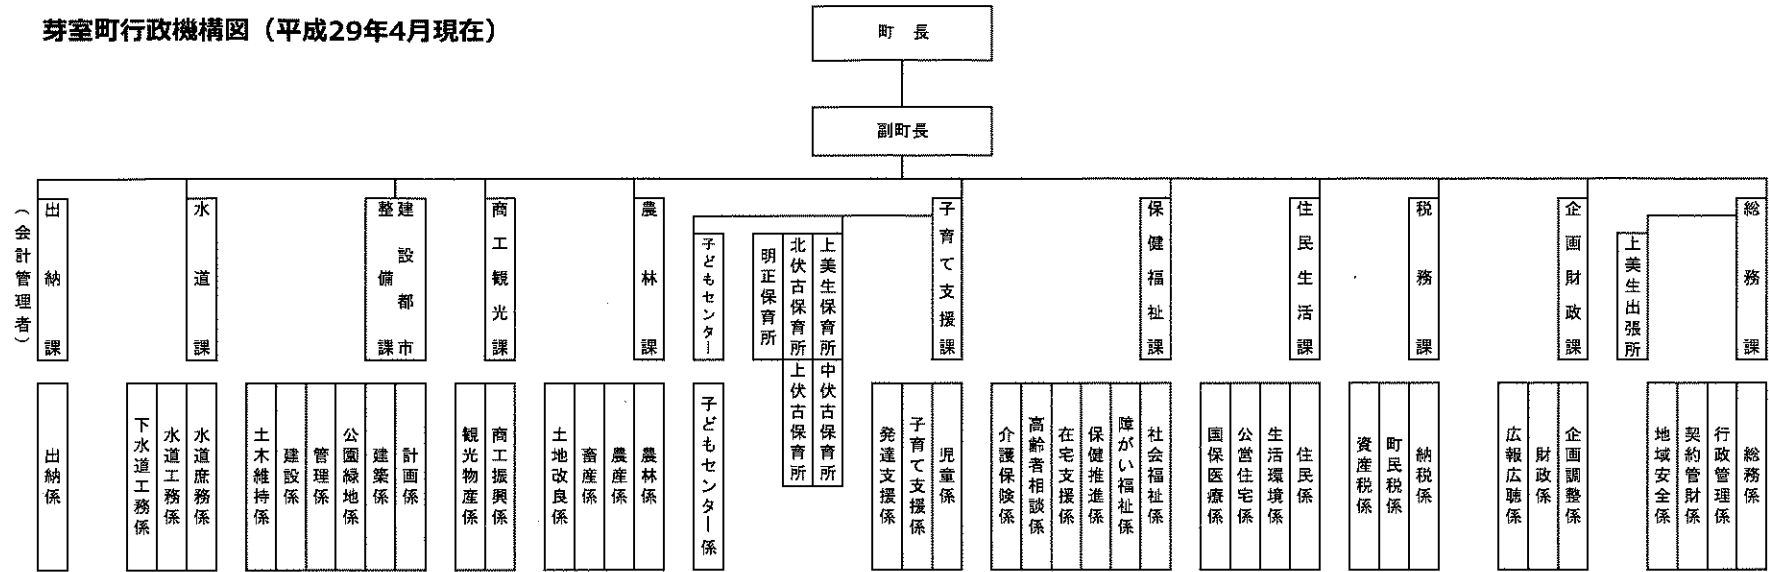 芽室町行政機構図（平成29年4月現在）
町　長
副町長
総務課
上美生出張所
企画財政課
税務課
住民生活課
保健福祉課
子育て支援課
上美生保育所
中伏古保育所
北伏古保育所
上伏古保育所
明正保育所
子どもセンター
農林課
商工観光課
建設都市
整備課
水道課
出納課
（会計管理者）
総務係
行政管理係
契約管財係
地域安全係
企画調整係
財政係
広報広聴係
納税係
町民税係
資産税係
住民係
生活環境係
公営住宅係
国保医療係
社会福祉係
障がい福祉係
保健推進係
在宅支援係
高齢者相談係
介護保険係
児童係
子育て支援係
発達支援係
子どもセンター係
農林係
農産係
畜産係
土地改良係
商工振興係
観光物産係
計画係
建築係
公園緑地係
管理係
建設係
土木維持係
水道庶務係
水道工務係
下水道工務係
出納係